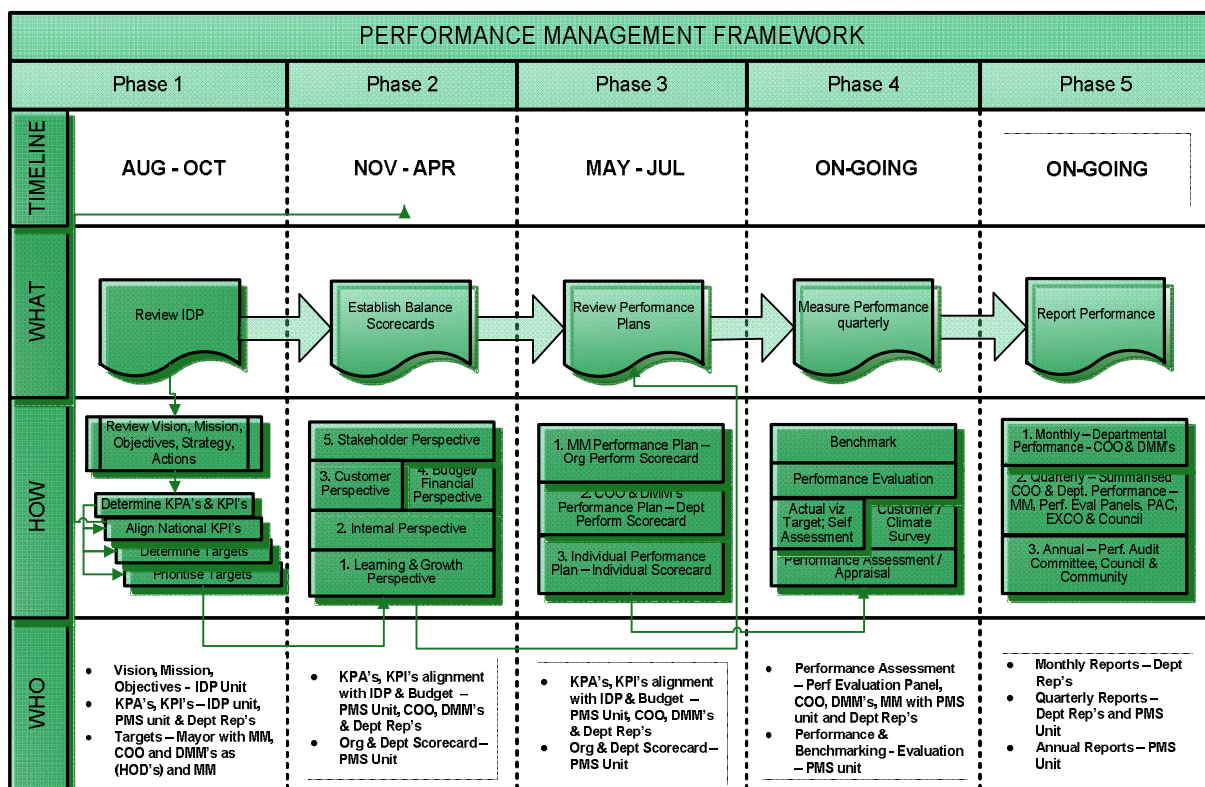 PERFORMANCE MANAGEMENT FRAMEWORK
Phase 1
Phase 2
Phase 3
Phase 4
Phase 5
TIMELINE
AUG - OCT
NOV - APR
MAY - JUL
ON-GOING
ON-GOING
WHAT
Review IDP
Establish Balance
Scorecards
Review Performance
Plans
Measure Performance
quarterly
Report Performance
HOW
Review Vision, Mission,
Objectives, Strategy,
Actions
Determine KPA's & KPI's
Align National KPI's
Determine Targets
Prioritise Targets
5. Stakeholder Perspective
3. Customer
Perspective
4. Budget/
Financial
Perspective
2. Internal Perspective
1. Learning & Growth
Perspective
1. MM Performance Plan –
Org Perform Scorecard
2. COO & DMM's
Performance Plan – Dept
Perform Scorecard
3. Individual Performance
Plan – Individual Scorecard
Benchmark
Performance Evaluation
Actual viz
Target; Self
Assessment
Customer /
Climate
Survey
Performance Assessment /
Appraisal
1. Monthly – Departmental
Performance - COO & DMM's
2. Quarterly – Summarised
COO & Dept. Performance –
MM, Perf. Eval Panels, PAC,
EXCO & Council
3. Annual – Perf. Audit
Committee, Council &
Community
WHO
• Vision, Mission,
Objectives - IDP Unit
• KPA's, KPI's – IDP unit,
PMS unit & Dept Rep's
• Targets – Mayor with MM,
COO and DMM's as
(HOD's) and MM
• KPA's, KPI's alignment
with IDP & Budget –
PMS Unit, COO, DMM's
& Dept Rep's
• Org & Dept Scorecard –
PMS Unit
• KPA's, KPI's alignment
with IDP & Budget –
PMS Unit, COO, DMM's
& Dept Rep's
• Org & Dept Scorecard –
PMS Unit
• Performance Assessment
– Perf Evaluation Panel,
COO, DMM's, MM with PMS
unit and Dept Rep's
• Performance &
Benchmarking - Evaluation
– PMS unit
• Monthly Reports – Dept
Rep's
• Quarterly Reports –
Dept Rep's and PMS
Unit
• Annual Reports – PMS
Unit